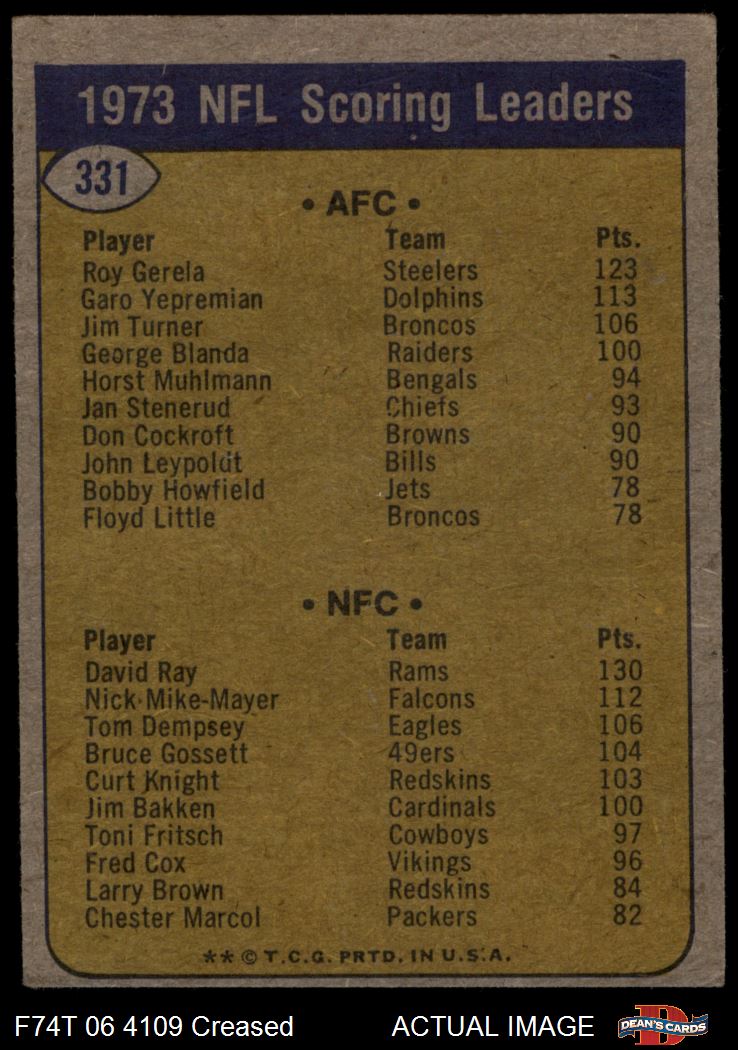 1973 NFL Scoring Leaders
331
• AFC •
Player Team Pts.
Roy Gerela Steelers 123
Garo Yepremian Dolphins 113
Jim Turner Broncos 106
George Blanda Raiders 100
Horst Muhlmann Bengals 94
Jan Stenerud Chiefs 93
Don Cockroft Browns 90
John Leypoldt Bills 90
Bobby Howfield Jets 78
Floyd Little Broncos 78
• NFC •
Player Team Pts.
David Ray Rams 130
Nick Mike-Mayer Falcons 112
Tom Dempsey Eagles 106
Bruce Gossett 49ers 104
Curt Knight Redskins 103
Jim Bakken Cardinals 100
Toni Fritsch Cowboys 97
Fred Cox Vikings 96
Larry Brown Redskins 84
Chester Marcol Packers 82
** © T.C.G. PRTD. IN U.S.A.
F74T 06 4109 Creased ACTUAL IMAGE
D
DEAN'S CARDS